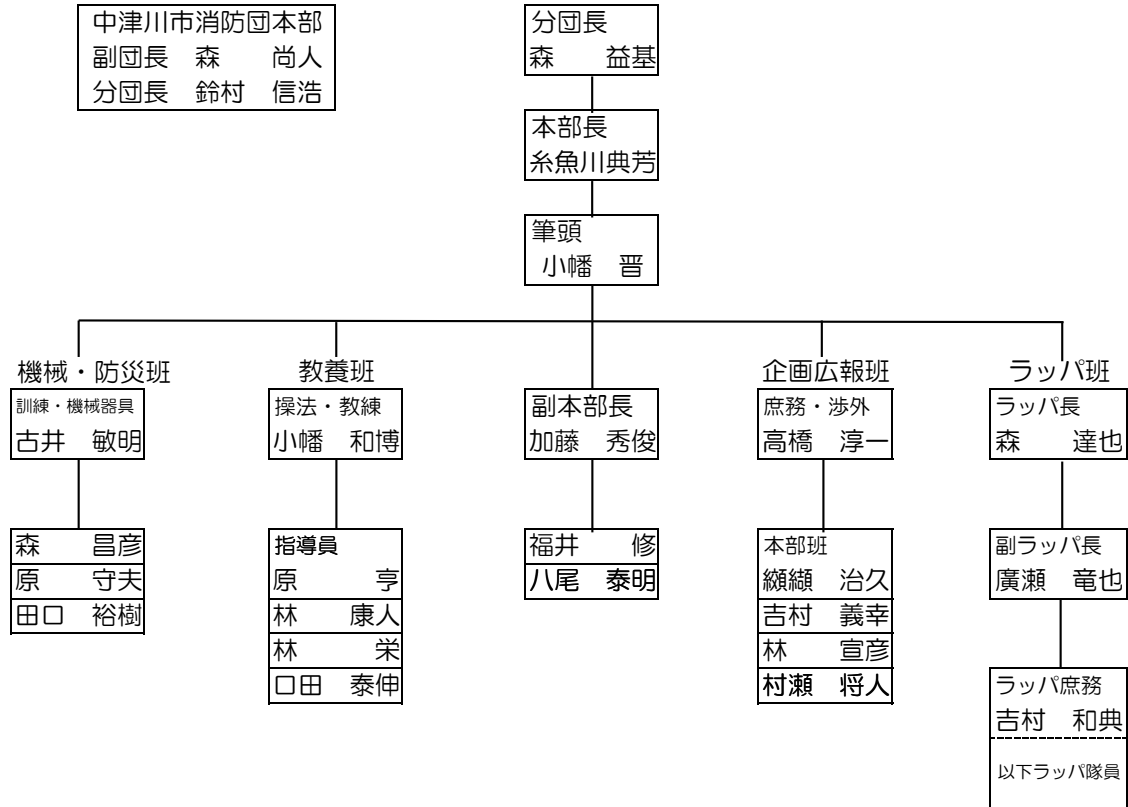 中津川市消防団本部
副団長　森　　尚人
分団長　鈴村　信浩
分団長
森　　益基
本部長
糸魚川典芳
筆頭
小幡　晋
機械・防災班
訓練・機械器具
古井　敏明
森　　昌彦
原　　守夫
田口　裕樹
教養班
操法・教練
小幡　和博
指導員
原　　亨
林　　康人
林　　栄
口田　泰伸
副本部長
加藤　秀俊
福井　修
八尾　泰明
企画広報班
庶務・渉外
高橋　淳一
本部班
纐纈　治久
吉村　義幸
林　　宣彦
村瀬　将人
ラッパ班
ラッパ長
森　　達也
副ラッパ長
廣瀬　竜也
ラッパ庶務
吉村　和典
以下ラッパ隊員